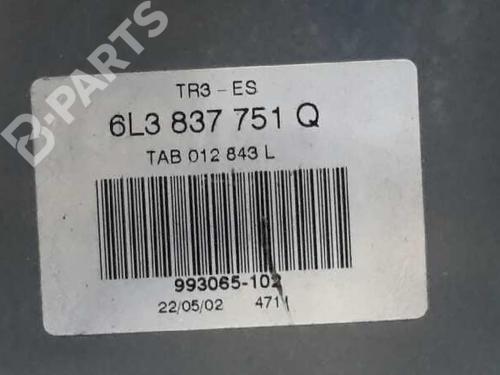 B-PARTS
TR3-ES
6L3 837 751 Q
TAB 012 843 L
993065-102
22/05/02 4711